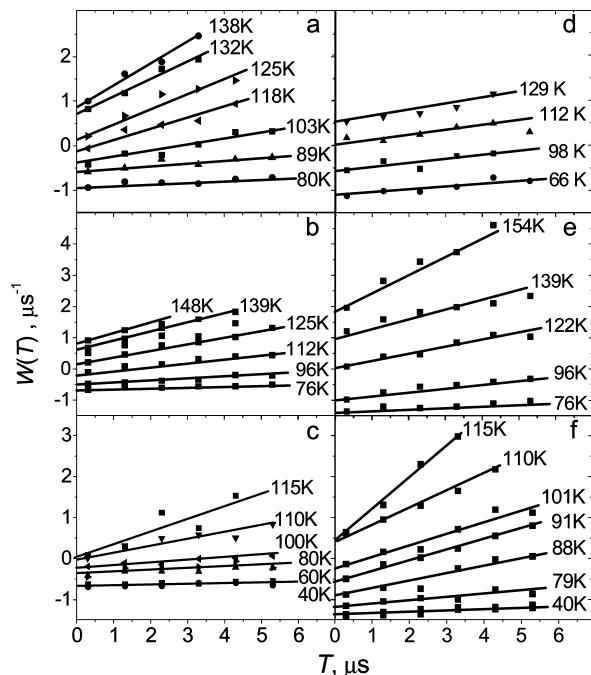 a
138K
132K
125K
118K
103K
89K
80K
2
1
0
-1
d
129 K
112 K
98 K
66 K
b
148K
139K
125K
112K
96K
76K
4
3
2
1
0
-1
e
154K
139K
122K
96K
76K
c
115K
110K
100K
80K
60K
40K
3
2
1
0
-1
f
115K
110K
101K
91K
88K
79K
40K
0 1 2 3 4 5 6
0 1 2 3 4 5 6
W(T) , μs⁻¹
T, μs